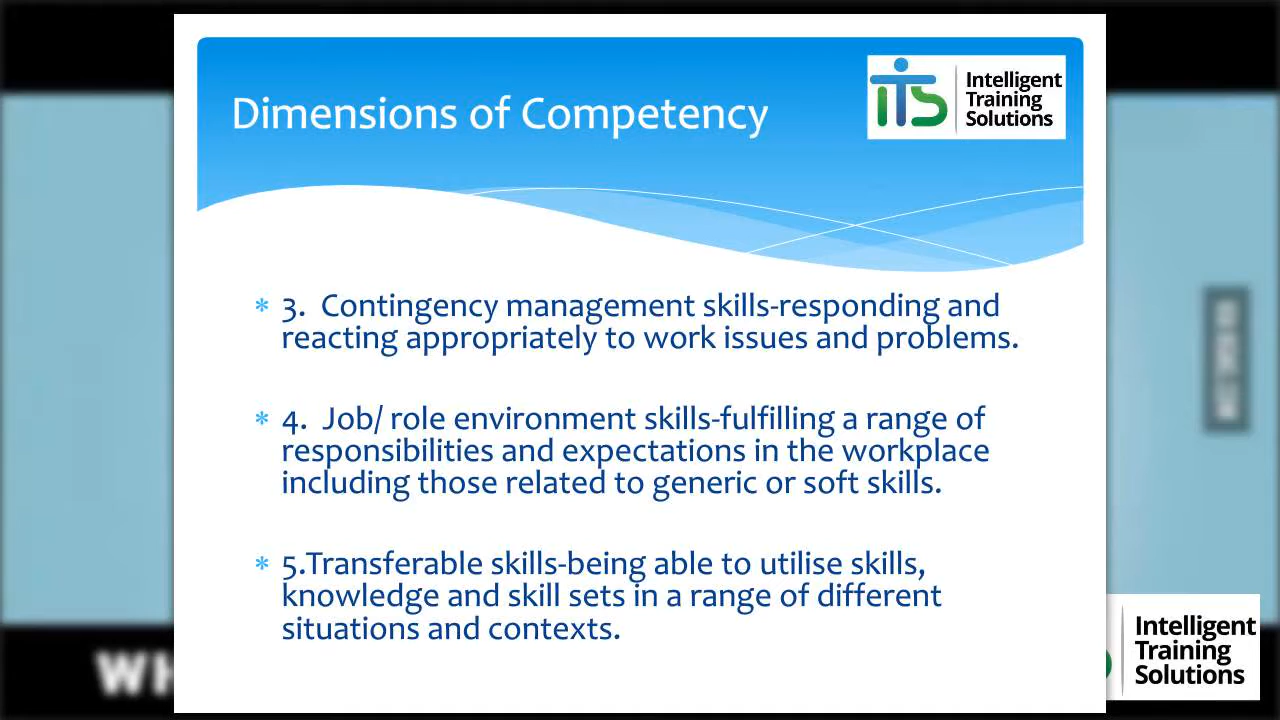 Dimensions of Competency
iTS
Intelligent
Training
Solutions
* 3. Contingency management skills-responding and
reacting appropriately to work issues and problems.
* 4. Job/ role environment skills-fulfilling a range of
responsibilities and expectations in the workplace
including those related to generic or soft skills.
* 5.Transferable skills-being able to utilise skills,
knowledge and skill sets in a range of different
situations and contexts.
WH
Intelligent
Training
Solutions